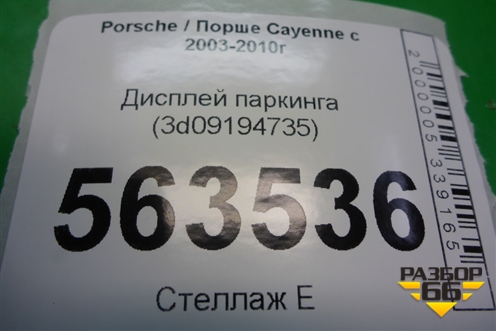 Porsche / Порше Cayenne с
2003-2010г
Дисплей паркинга
(3d09194735)
563536
Стеллаж Е
2000005339165
РАЗБОР
66